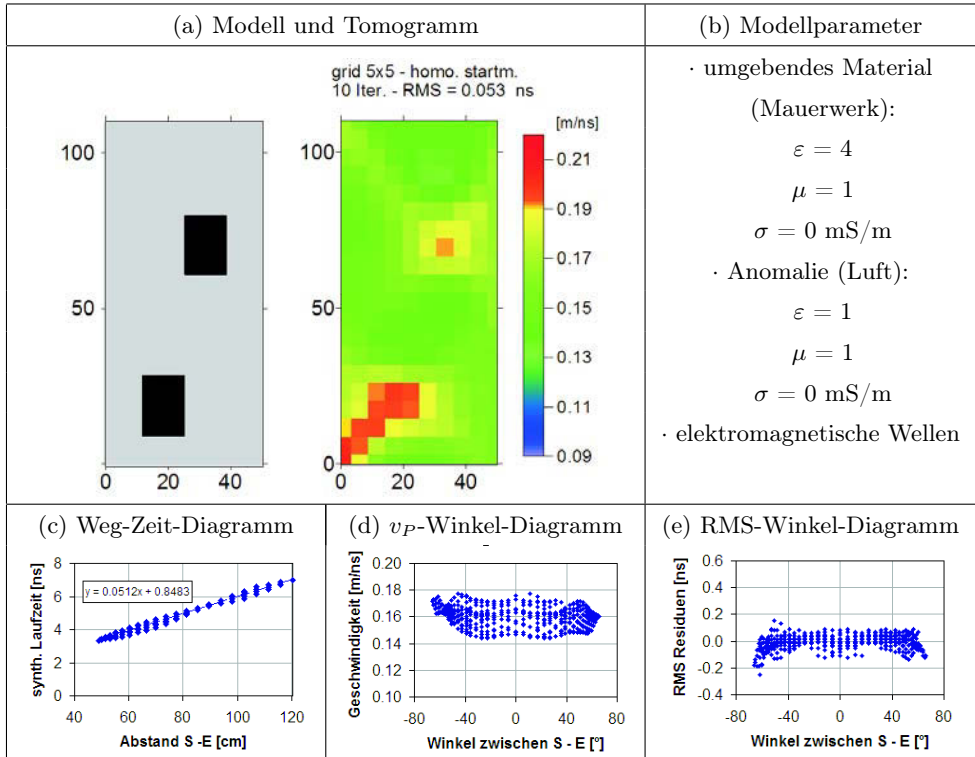 (a) Modell und Tomogramm
(b) Modellparameter
grid 5x5 - homo. startm.
10 Iter. - RMS = 0.053 ns
[m/ns]
100
50
0
0 20 40
100
50
0
0 20 40
0.21
0.19
0.17
0.15
0.13
0.11
0.09
· umgebendes Material
(Mauerwerk):
ε = 4
μ = 1
σ = 0 mS/m
· Anomalie (Luft):
ε = 1
μ = 1
σ = 0 mS/m
· elektromagnetische Wellen
(c) Weg-Zeit-Diagramm
synth. Laufzeit [ns]
8
6
4
2
0
y = 0.0512x + 0.8483
40 60 80 100 120
Abstand S -E [cm]
(d) vP-Winkel-Diagramm
Geschwindigkeit [m/ns]
0.20
0.18
0.16
0.14
0.12
0.10
-80 -40 0 40 80
Winkel zwischen S - E [°]
(e) RMS-Winkel-Diagramm
RMS Residuen [ns]
0.6
0.4
0.2
0.0
-0.2
-0.4
-80 -40 0 40 80
Winkel zwischen S - E [°]